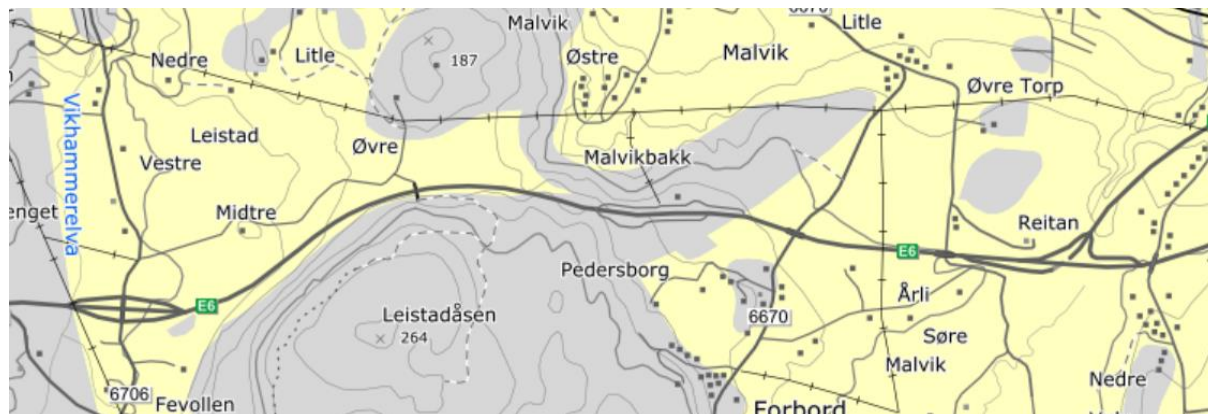 Malvik
Litle
Østre
Malvik
Nedre
Litle
187
Øvre Torp
Vikhammerelva
Leistad
Øvre
Malvikbakk
Vestre
Midtre
Reitan
E6
Pedersborg
E6
Årli
Leistadåsen
264
6670
Søre
Malvik
Nedre
6706
Fevollen
Forbord